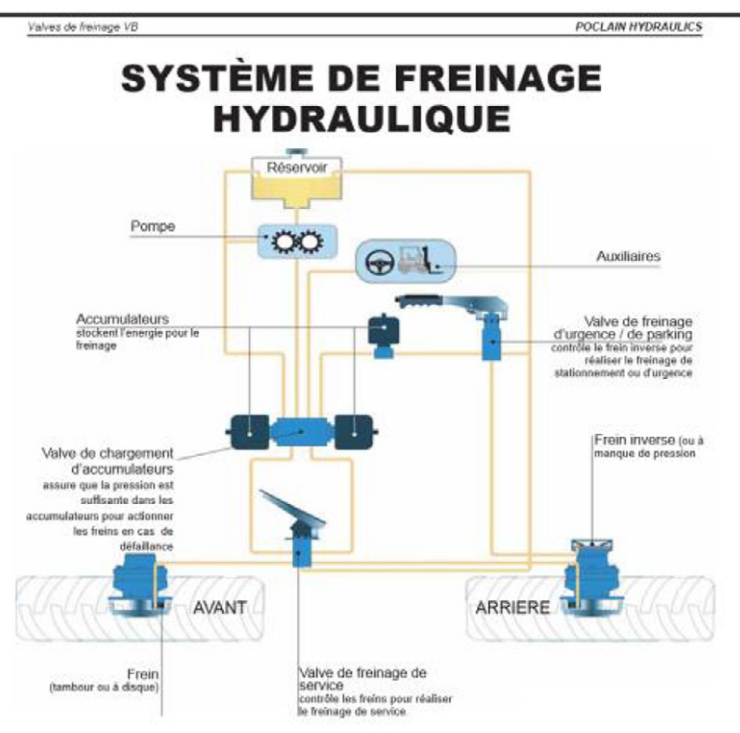 Valves de freinage VB
POCLAIN HYDRAULICS
SYSTÈME DE FREINAGE
HYDRAULIQUE
Réservoir
Pompe
Auxiliaires
Accumulateurs
stockent l'energie pour le
freinage
Valve de freinage
d'urgence / de parking
contrôle le frein inverse pour
réaliser le freinage de
stationnement ou d'urgence
Valve de chargement
d'accumulateurs
assure que la pression est
suffisante dans les
accumulateurs pour actionner
les freins en cas de
défaillance
Frein inverse (ou à
manque de pression
AVANT
ARRIERE
Frein
(tambour ou à disque)
Valve de freinage de
service
contrôle les freins pour réaliser
le freinage de service.